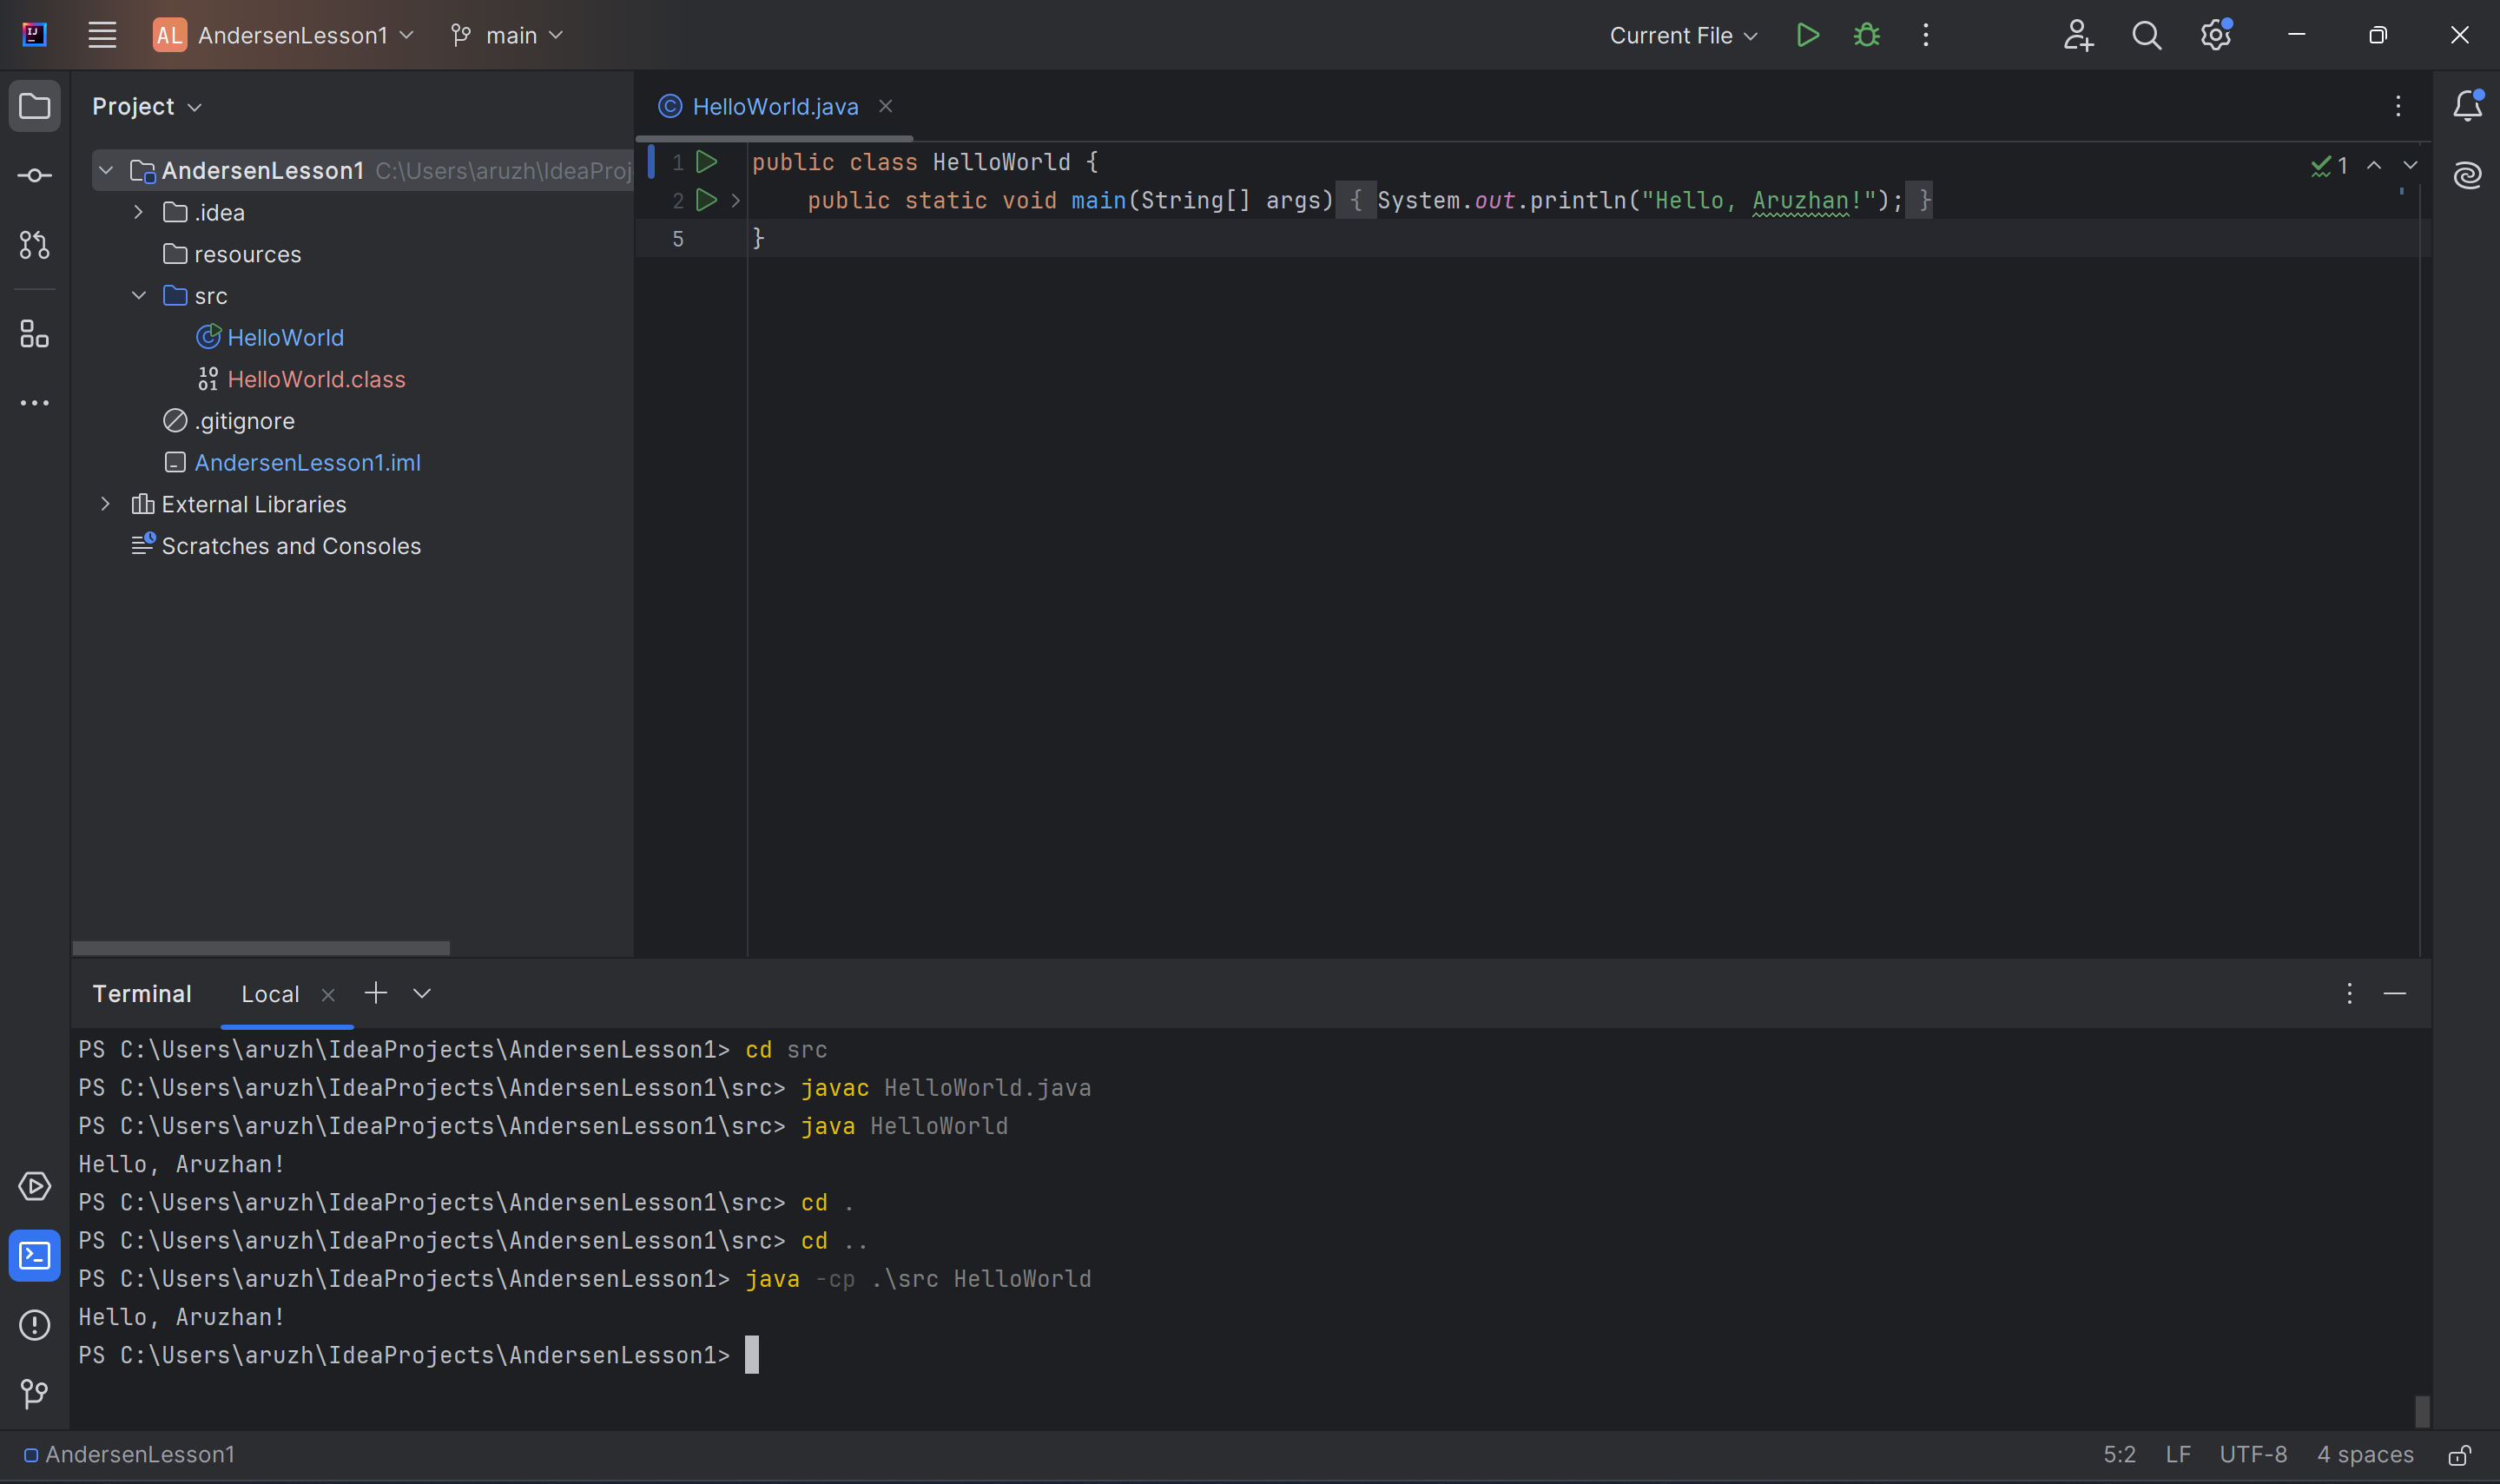 AL AndersenLesson1 main Current File
Project
HelloWorld.java
AndersenLesson1 C:\Users\aruzh\IdeaProj
.idea
resources
src
HelloWorld
HelloWorld.class
.gitignore
AndersenLesson1.iml
External Libraries
Scratches and Consoles
1 public class HelloWorld {
2 public static void main(String[] args) { System.out.println("Hello, Aruzhan!"); }
5 }
1
Terminal Local
PS C:\Users\aruzh\IdeaProjects\AndersenLesson1> cd src
PS C:\Users\aruzh\IdeaProjects\AndersenLesson1\src> javac HelloWorld.java
PS C:\Users\aruzh\IdeaProjects\AndersenLesson1\src> java HelloWorld
Hello, Aruzhan!
PS C:\Users\aruzh\IdeaProjects\AndersenLesson1\src> cd .
PS C:\Users\aruzh\IdeaProjects\AndersenLesson1\src> cd ..
PS C:\Users\aruzh\IdeaProjects\AndersenLesson1> java -cp .\src HelloWorld
Hello, Aruzhan!
PS C:\Users\aruzh\IdeaProjects\AndersenLesson1>
AndersenLesson1 5:2 LF UTF-8 4 spaces